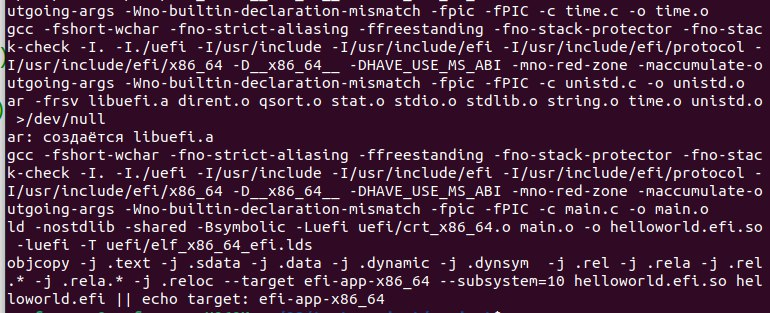 utgoing-args -Wno-builtin-declaration-mismatch -fpic -fPIC -c time.c -o time.o
gcc -fshort-wchar -fno-strict-aliasing -ffreestanding -fno-stack-protector -fno-stac
k-check -I. -I./uefi -I/usr/include -I/usr/include/efi -I/usr/include/efi/protocol -
I/usr/include/efi/x86_64 -D__x86_64__ -DHAVE_USE_MS_ABI -mno-red-zone -maccumulate-o
utgoing-args -Wno-builtin-declaration-mismatch -fpic -fPIC -c unistd.c -o unistd.o
ar -frsv libuefi.a dirent.o qsort.o stat.o stdio.o stdlib.o string.o time.o unistd.o
 >/dev/null
ar: создаётся libuefi.a
gcc -fshort-wchar -fno-strict-aliasing -ffreestanding -fno-stack-protector -fno-stac
k-check -I. -I./uefi -I/usr/include -I/usr/include/efi -I/usr/include/efi/protocol -
I/usr/include/efi/x86_64 -D__x86_64__ -DHAVE_USE_MS_ABI -mno-red-zone -maccumulate-o
utgoing-args -Wno-builtin-declaration-mismatch -fpic -fPIC -c main.c -o main.o
ld -nostdlib -shared -Bsymbolic -Luefi uefi/crt_x86_64.o main.o -o helloworld.efi.so
 -luefi -T uefi/elf_x86_64_efi.lds
objcopy -j .text -j .sdata -j .data -j .dynamic -j .dynsym  -j .rel -j .rela -j .rel
.* -j .rela.* -j .reloc --target efi-app-x86_64 --subsystem=10 helloworld.efi.so hel
loworld.efi || echo target: efi-app-x86_64